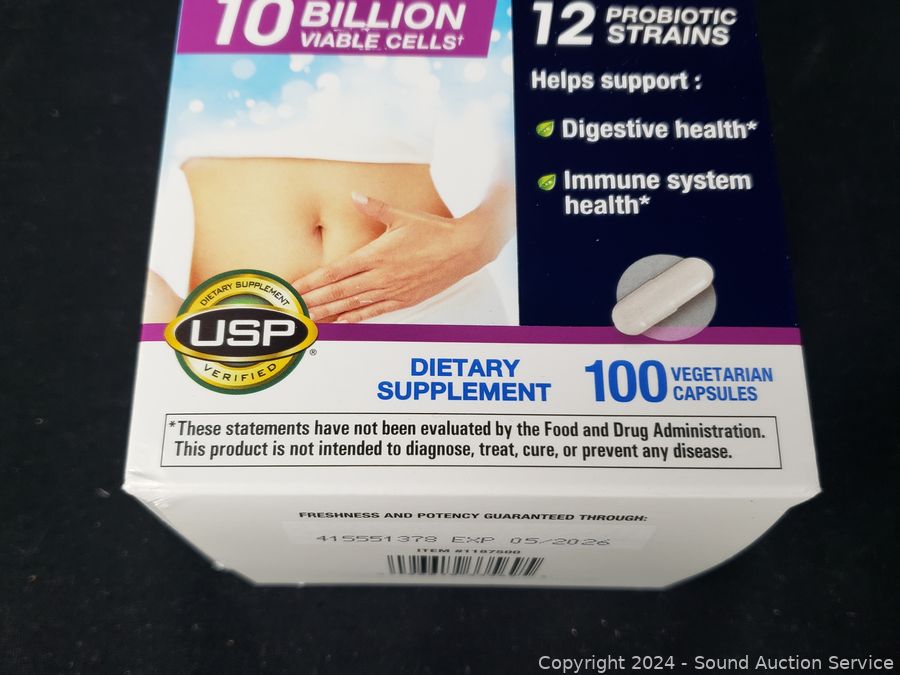 10 BILLION
VIABLE CELLS†
12 PROBIOTIC
STRAINS
Helps support :
Digestive health*
Immune system
health*
DIETARY SUPPLEMENT
USP
VERIFIED
®
DIETARY
SUPPLEMENT
100 VEGETARIAN
CAPSULES
*These statements have not been evaluated by the Food and Drug Administration.
This product is not intended to diagnose, treat, cure, or prevent any disease.
FRESHNESS AND POTENCY GUARANTEED THROUGH:
415551378 EXP 05/2026
ITEM #1187500
Copyright 2024 - Sound Auction Service